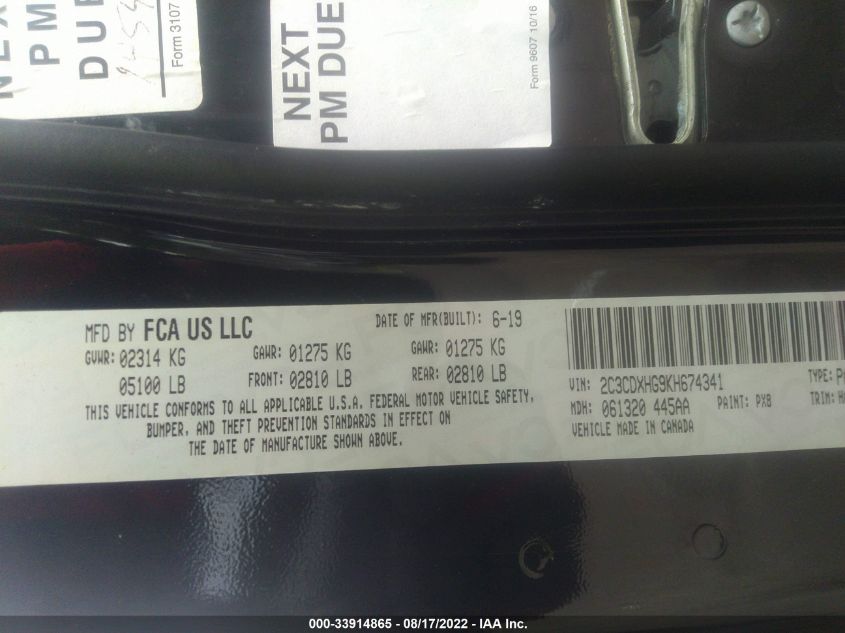 NEXT
PM
DUE
Form 3107
NEXT
PM DUE
Form 9607 10/16
MFD BY FCA US LLC
DATE OF MFR(BUILT): 6-19
GVWR: 02314 KG
GAWR: 01275 KG
GAWR: 01275 KG
05100 LB
FRONT: 02810 LB
REAR: 02810 LB
THIS VEHICLE CONFORMS TO ALL APPLICABLE U.S.A. FEDERAL MOTOR VEHICLE SAFETY,
BUMPER, AND THEFT PREVENTION STANDARDS IN EFFECT ON
THE DATE OF MANUFACTURE SHOWN ABOVE.
VIN: 2C3CDXHG9KH674341
TYPE:
MDH: 061320 445AA
PAINT: PX8
TRIM:
VEHICLE MADE IN CANADA
000-33914865 - 08/17/2022 - IAA Inc.